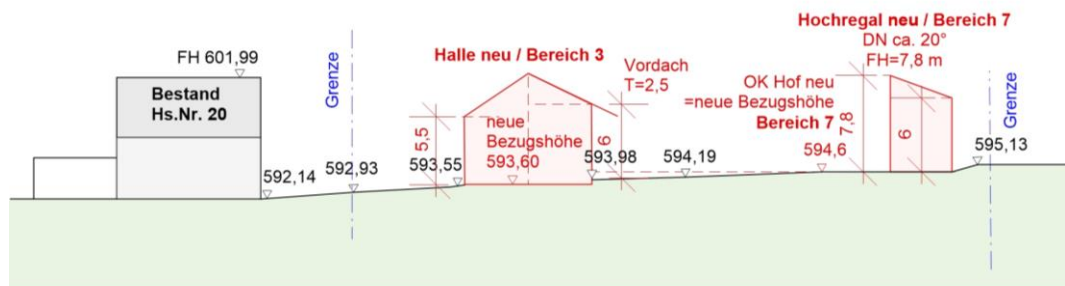 FH 601,99
Bestand
Hs.Nr. 20
592,14
Grenze
592,93
593,55
Halle neu / Bereich 3
5,5
neue
Bezugshöhe
593,60
Vordach
T=2,5
6
593,98
594,19
Hochregal neu / Bereich 7
DN ca. 20°
FH=7,8 m
OK Hof neu
=neue Bezugshöhe
Bereich 7
594,6
7,8
6
595,13
Grenze